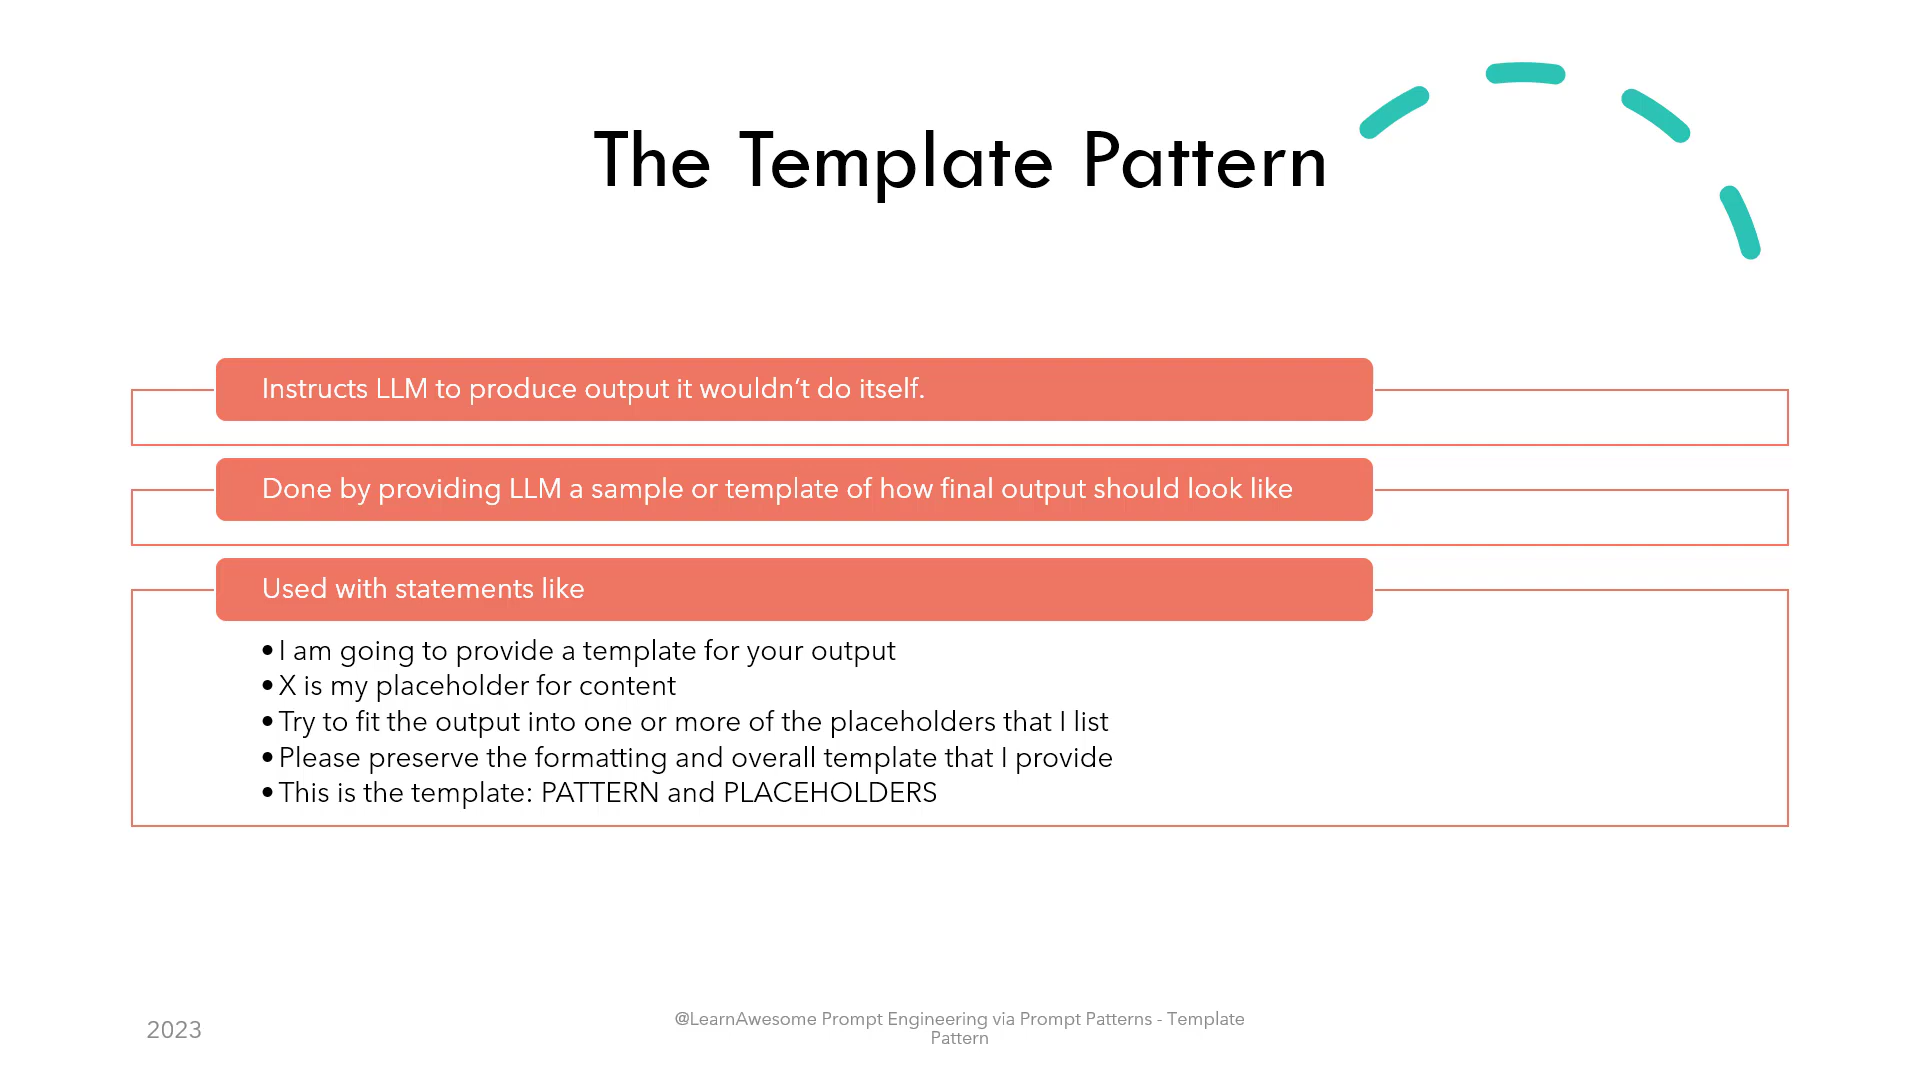 The Template Pattern
Instructs LLM to produce output it wouldn’t do itself.
Done by providing LLM a sample or template of how final output should look like
Used with statements like
•I am going to provide a template for your output
•X is my placeholder for content
•Try to fit the output into one or more of the placeholders that I list
•Please preserve the formatting and overall template that I provide
•This is the template: PATTERN and PLACEHOLDERS
2023
@LearnAwesome Prompt Engineering via Prompt Patterns - Template
Pattern